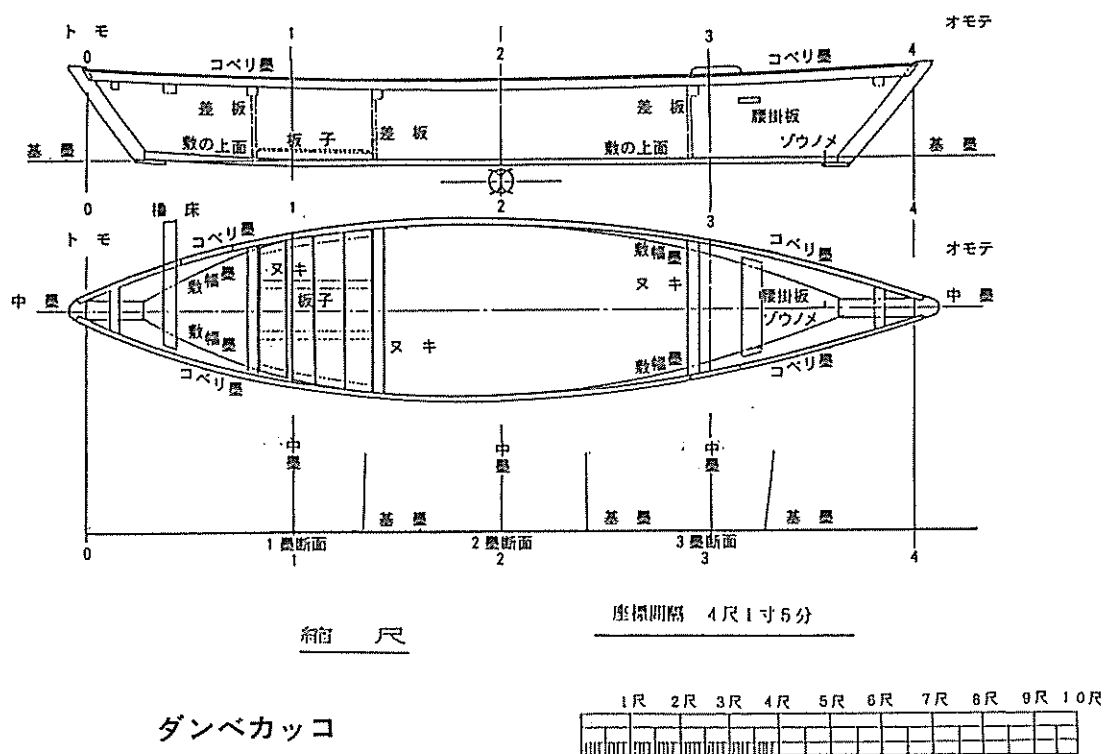 ト モ 1 2 3 オモテ
0 コベリ墨 コベリ墨 4
差 板 差 板 差 板 腰掛板
敷の上面 板 子 敷の上面 ゾウノメ
基 墨 基 墨
0 櫓 床 1 2 3 4
ト モ コベリ墨 コベリ墨 オモテ
敷幅墨 ヌ キ 敷幅墨
ヌ キ
中 墨 板子 腰掛板 中 墨
ゾウノメ
敷幅墨 ヌ キ 敷幅墨
コベリ墨 コベリ墨
中墨 中墨 中墨
基 墨 基 墨 基 墨
0 1 墨断面 2 墨断面 3 墨断面 4
1 2 3
縮 尺
座標間隔 4尺1寸5分
ダンベカッコ
1尺 2尺 3尺 4尺 5尺 6尺 7尺 8尺 9尺 10尺